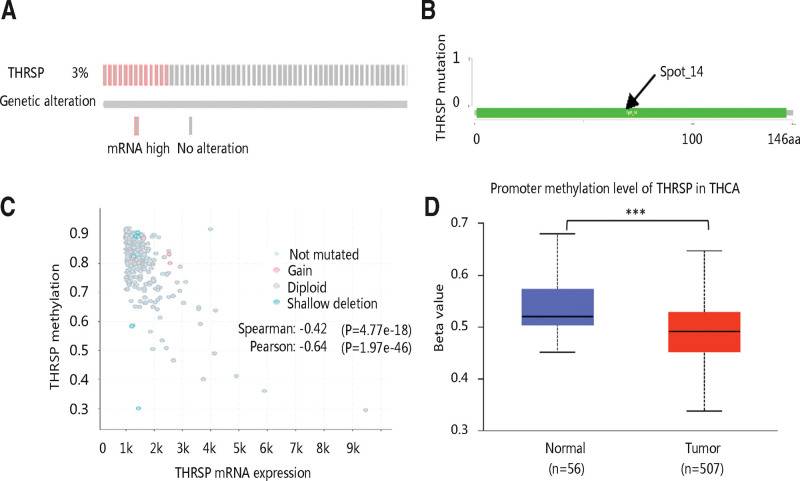 A
THRSP 3%
Genetic alteration
mRNA high No alteration
B
THRSP mutation
1
0
Spot_14
0 100 146aa
C
THRSP methylation
0.9
0.8
0.7
0.6
0.5
0.4
0.3
Not mutated
Gain
Diploid
Shallow deletion
Spearman: -0.42 (P=4.77e-18)
Pearson: -0.64 (P=1.97e-46)
0 1k 2k 3k 4k 5k 6k 7k 8k 9k
THRSP mRNA expression
D
Promoter methylation level of THRSP in THCA
***
Beta value
0.7
0.6
0.5
0.4
0.3
Normal Tumor
(n=56) (n=507)